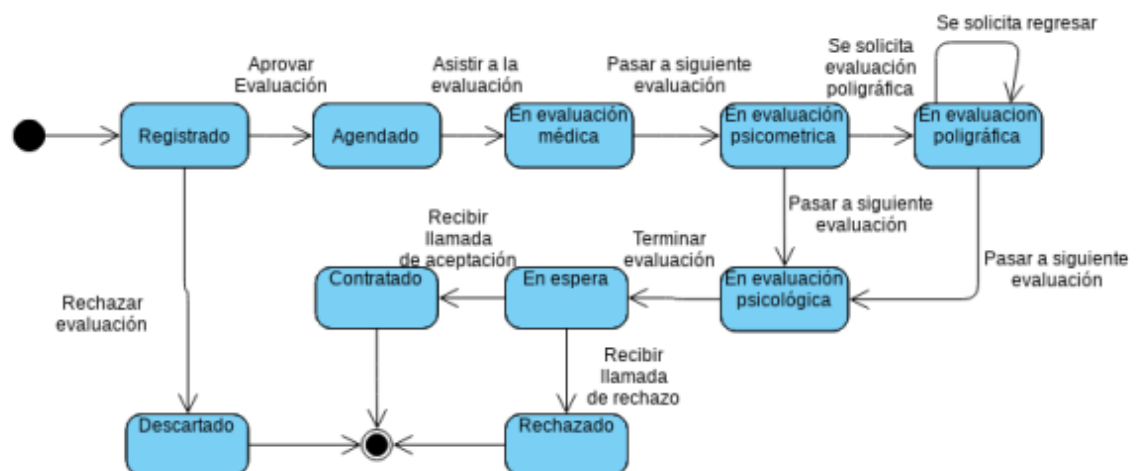 Se solicita regresar
Se solicita
evaluación
poligráfica
Aprovar
Evaluación
Asistir a la
evaluación
Pasar a siguiente
evaluación
Registrado
Agendado
En evaluación
médica
En evaluación
psicometrica
En evaluacion
poligráfica
Pasar a siguiente
evaluación
Recibir
llamada
de aceptación
Terminar
evaluación
Pasar a siguiente
evaluación
Contratado
En espera
En evaluación
psicológica
Rechazar
evaluación
Recibir
llamada
de rechazo
Descartado
Rechazado